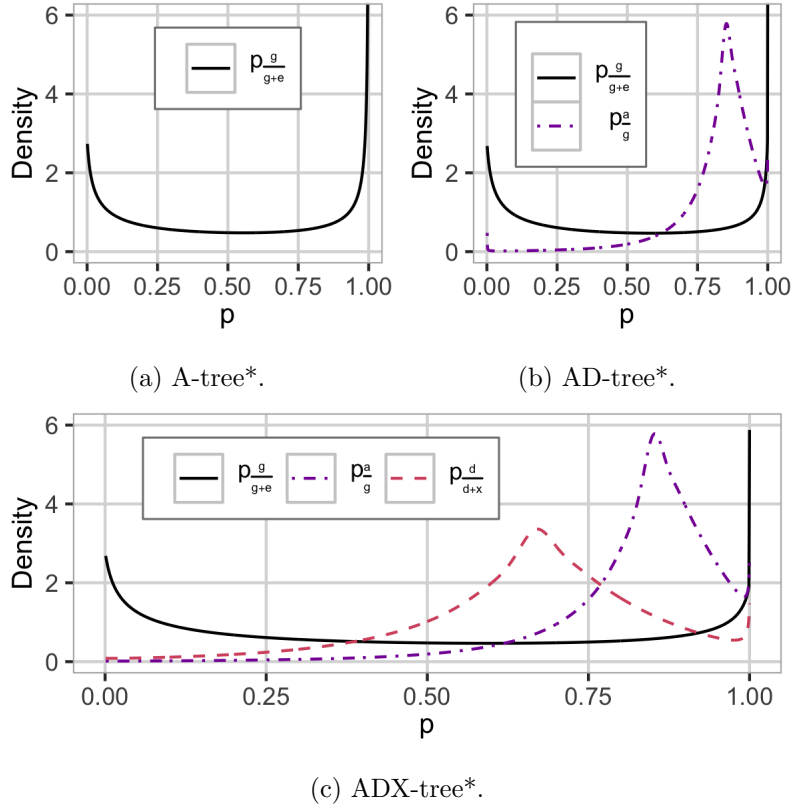 6
4
2
0
Density
p g/g+e
0.00 0.25 0.50 0.75 1.00
p
(a) A-tree*.
6
4
2
0
Density
p g/g+e
p a/g
0.00 0.25 0.50 0.75 1.00
p
(b) AD-tree*.
6
4
2
0
Density
p g/g+e p a/g p d/d+x
0.00 0.25 0.50 0.75 1.00
p
(c) ADX-tree*.